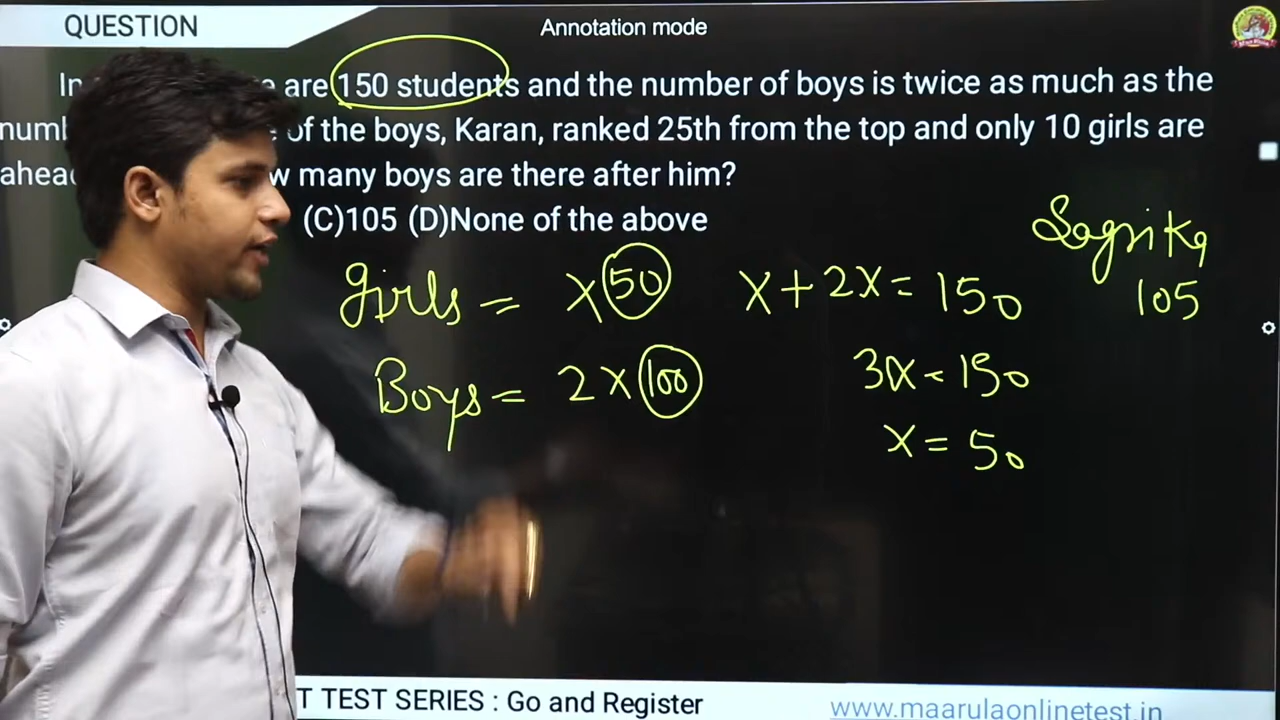 QUESTION
Annotation mode
In are 150 students and the number of boys is twice as much as the
of the boys, Karan, ranked 25th from the top and only 10 girls are
many boys are there after him?
(C)105 (D)None of the above
Girls = x 50
x + 2x = 150
Sagrika
105
Boys = 2x 100
3x = 150
x = 50
TEST SERIES : Go and Register
www.maarulaonlinetest.in